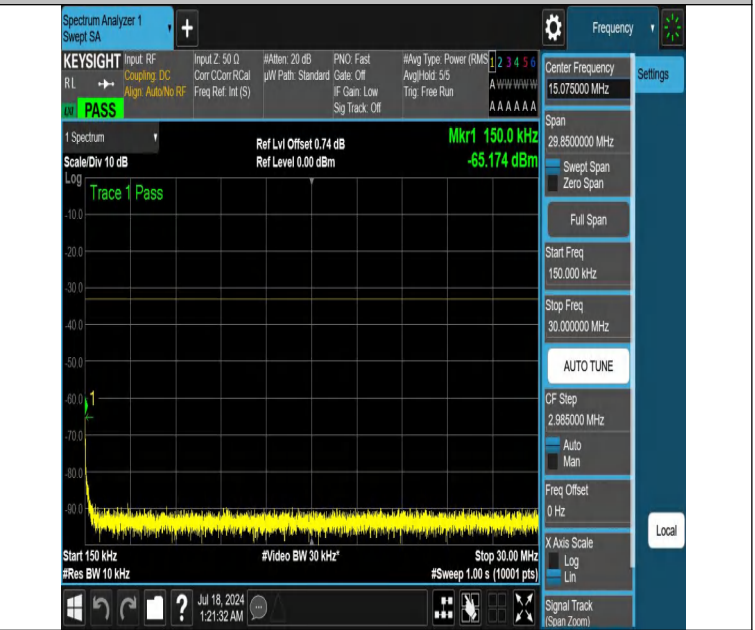 Spectrum Analyzer 1
Swept SA
+
Frequency
KEYSIGHT
RL
PASS
Input: RF
Coupling: DC
Align: Auto/No RF
Input Z: 50 Ω
Corr CCorr RCal
Freq Ref: Int (S)
#Atten: 20 dB
µW Path: Standard
PNO: Fast
Gate: Off
IF Gain: Low
Sig Track: Off
#Avg Type: Power (RMS
Avg|Hold: 5/5
Trig: Free Run
1 2 3 4 5 6
A W W W W W
A A A A A A
1 Spectrum
Scale/Div 10 dB
Ref Lvl Offset 0.74 dB
Ref Level 0.00 dBm
Mkr1 150.0 kHz
-65.174 dBm
Log
Trace 1 Pass
-10.0
-20.0
-30.0
-40.0
-50.0
-60.0
1
-70.0
-80.0
-90.0
Start 150 kHz
#Video BW 30 kHz*
Stop 30.00 MHz
#Res BW 10 kHz
#Sweep 1.00 s (10001 pts)
Center Frequency
15.075000 MHz
Settings
Span
29.8500000 MHz
Swept Span
Zero Span
Full Span
Start Freq
150.000 kHz
Stop Freq
30.000000 MHz
AUTO TUNE
CF Step
2.985000 MHz
Auto
Man
Freq Offset
0 Hz
X Axis Scale
Log
Lin
Local
Signal Track
(Span Zoom)
?
Jul 18, 2024
1:21:32 AM